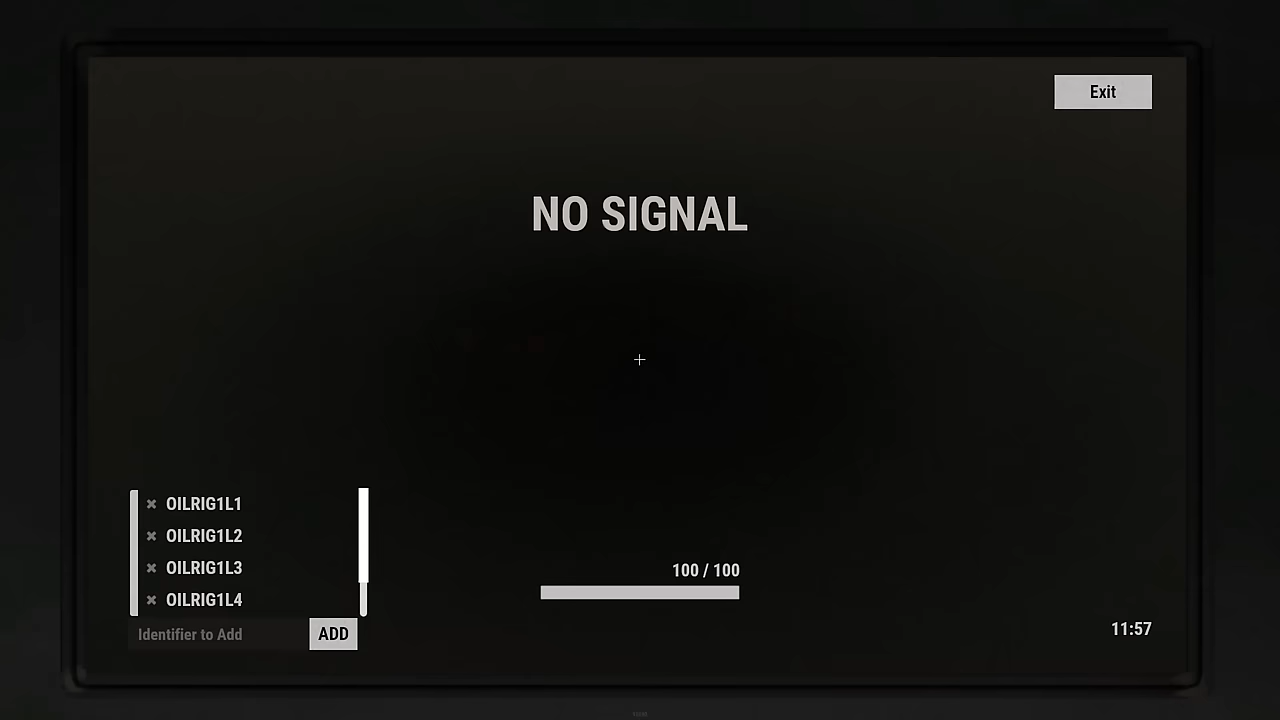 Exit
NO SIGNAL
OILRIG1L1
OILRIG1L2
OILRIG1L3
OILRIG1L4
100 / 100
Identifier to Add
ADD
11:57